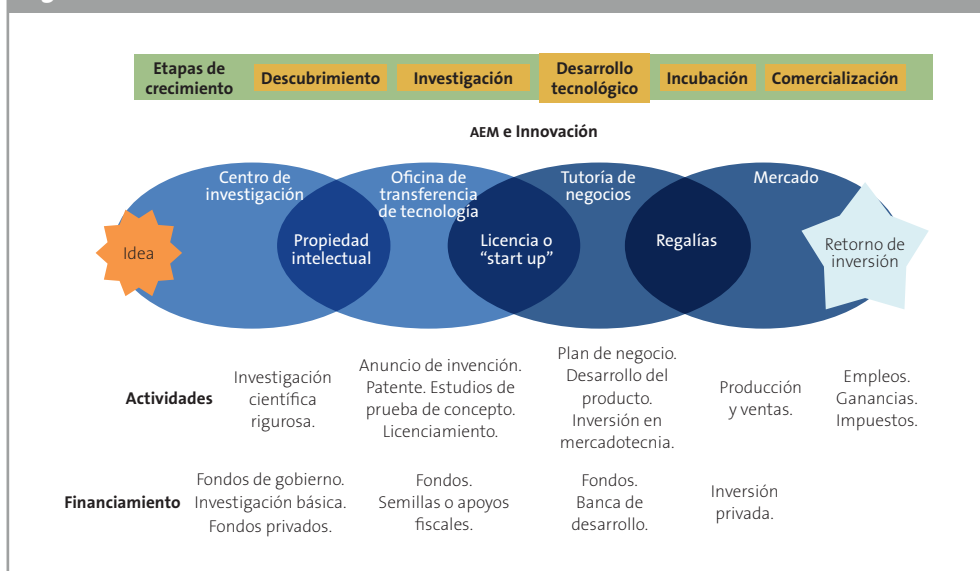 Etapas de
crecimiento
Descubrimiento
Investigación
Desarrollo
tecnológico
Incubación
Comercialización
AEM e Innovación
Centro de
investigación
Oficina de
transferencia
de tecnología
Tutoría de
negocios
Mercado
Idea
Propiedad
intelectual
Licencia o
"start up"
Regalías
Retorno de
inversión
Actividades
Investigación
científica
rigurosa.
Anuncio de invención.
Patente. Estudios de
prueba de concepto.
Licenciamiento.
Plan de negocio.
Desarrollo del
producto.
Inversión en
mercadotecnia.
Producción
y ventas.
Empleos.
Ganancias.
Impuestos.
Financiamiento
Fondos de gobierno.
Investigación básica.
Fondos privados.
Fondos.
Semillas o apoyos
fiscales.
Fondos.
Banca de
desarrollo.
Inversión
privada.